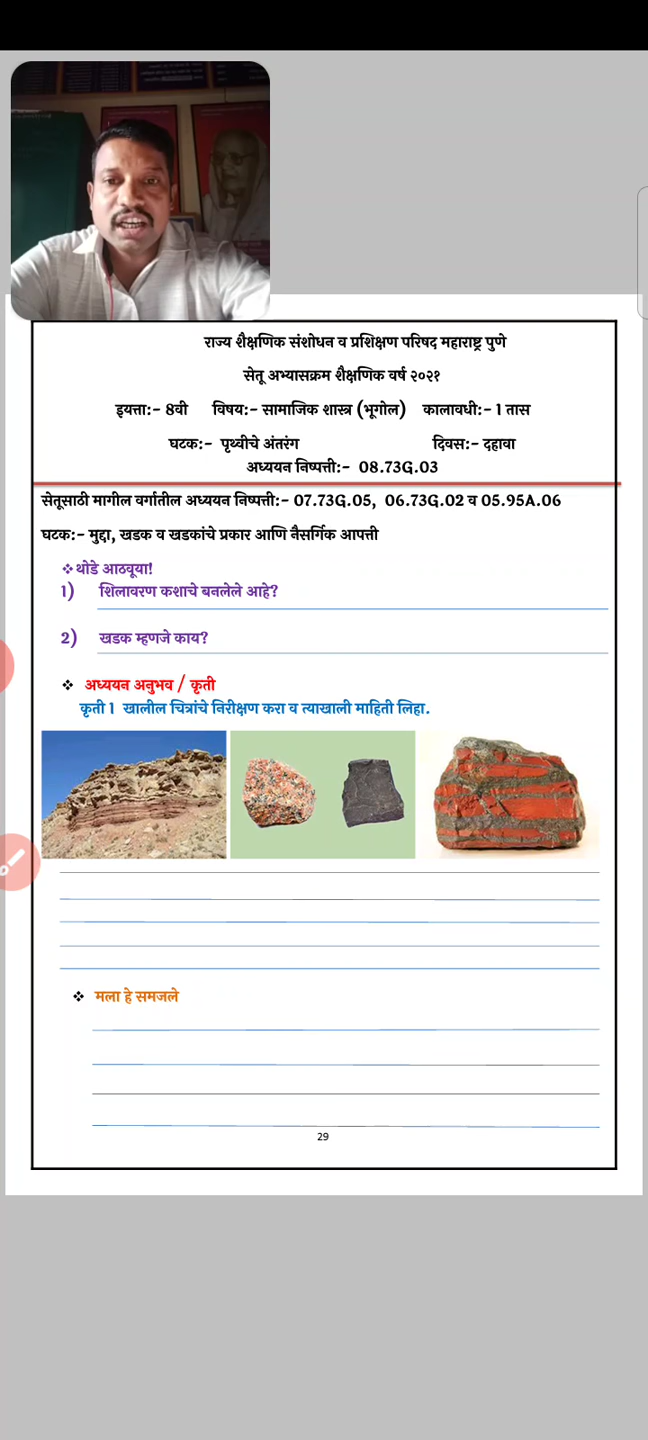 राज्य शैक्षणिक संशोधन व प्रशिक्षण परिषद महाराष्ट्र पुणे
सेतू अभ्यासक्रम शैक्षणिक वर्ष २०२१
इयत्ता:- 8वी विषय:- सामाजिक शास्त्र (भूगोल) कालावधी:- 1 तास
घटक:- पृथ्वीचे अंतरंग दिवस:- दहावा
अध्ययन निष्पत्ती:- 08.73G.03
सेतूसाठी मागील वर्गातील अध्ययन निष्पत्ती:- 07.73G.05, 06.73G.02 व 05.95A.06
घटक:- मुद्दा, खडक व खडकांचे प्रकार आणि नैसर्गिक आपत्ती
❖ थोडे आठवूया!
1) शिलावरण कशाचे बनलेले आहे?
2) खडक म्हणजे काय?
❖ अध्ययन अनुभव / कृती
कृती 1 खालील चित्रांचे निरीक्षण करा व त्याखाली माहिती लिहा.
❖ मला हे समजले
29